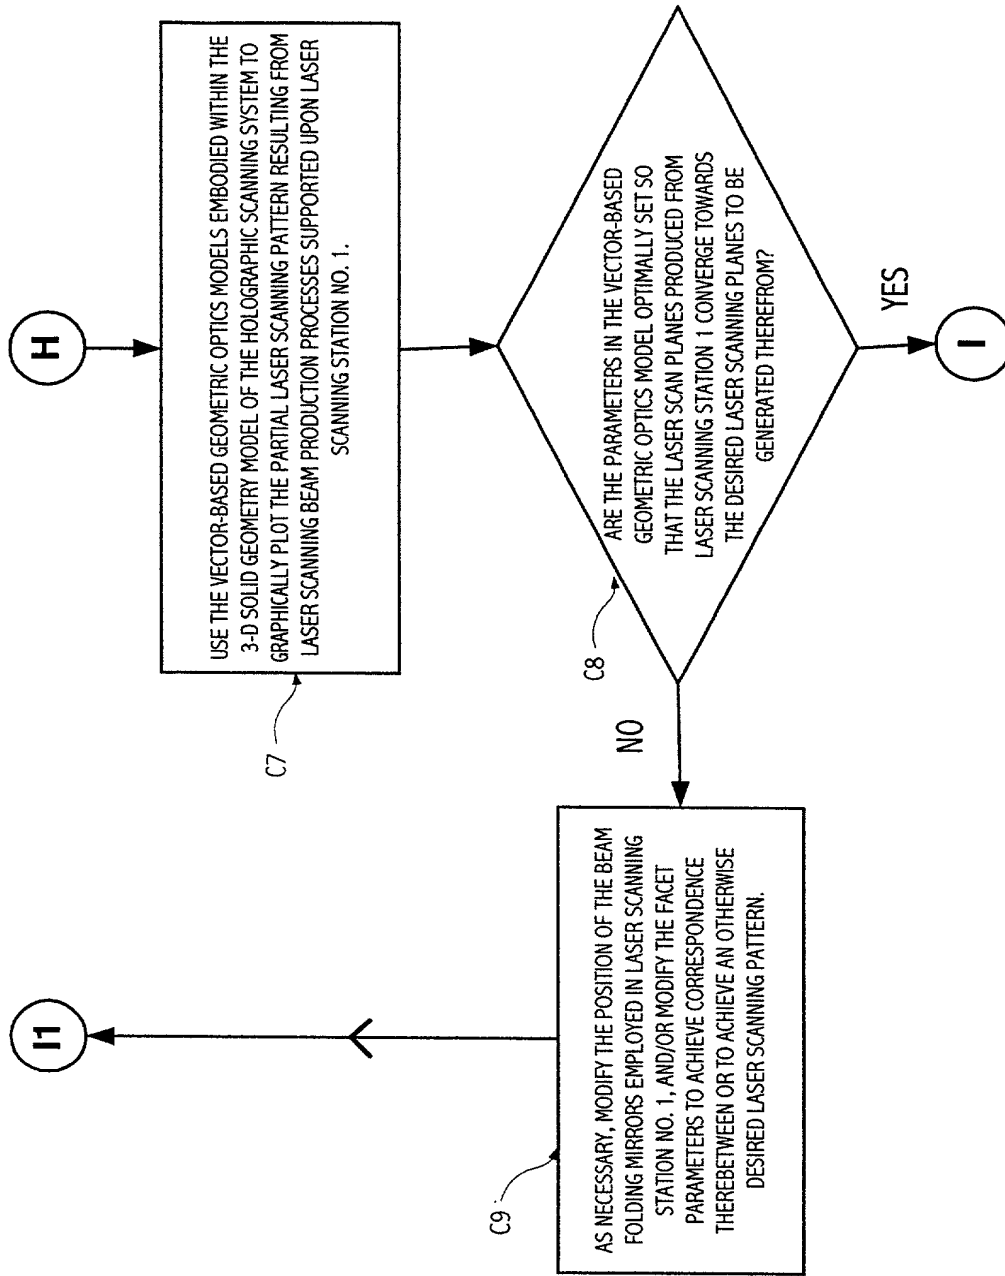 H
USE THE VECTOR-BASED GEOMETRIC OPTICS MODELS EMBODIED WITHIN THE
3-D SOLID GEOMETRY MODEL OF THE HOLOGRAPHIC SCANNING SYSTEM TO
GRAPHICALLY PLOT THE PARTIAL LASER SCANNING PATTERN RESULTING FROM
LASER SCANNING BEAM PRODUCTION PROCESSES SUPPORTED UPON LASER
SCANNING STATION NO. 1.
C7
ARE THE PARAMETERS IN THE VECTOR-BASED
GEOMETRIC OPTICS MODEL OPTIMALLY SET SO
THAT THE LASER SCAN PLANES PRODUCED FROM
LASER SCANNING STATION 1 CONVERGE TOWARDS
THE DESIRED LASER SCANNING PLANES TO BE
GENERATED THEREFROM?
C8
YES
I
NO
AS NECESSARY, MODIFY THE POSITION OF THE BEAM
FOLDING MIRRORS EMPLOYED IN LASER SCANNING
STATION NO. 1, AND/OR MODIFY THE FACET
PARAMETERS TO ACHIEVE CORRESPONDENCE
THEREBETWEEN OR TO ACHIEVE AN OTHERWISE
DESIRED LASER SCANNING PATTERN.
C9
I1